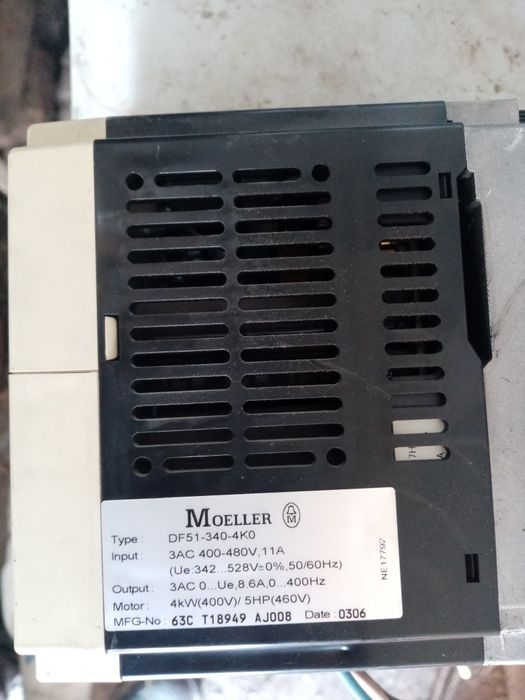 7H
A
MOELLER M
Type : DF51-340-4K0
Input : 3AC 400-480V,11A
(Ue:342...528V±0%,50/60Hz)
Output : 3AC 0...Ue,8.6A,0...400Hz
Motor : 4kW(400V)/ 5HP(460V)
MFG-No : 63C T18949 AJ008 Date : 0306
NE17792